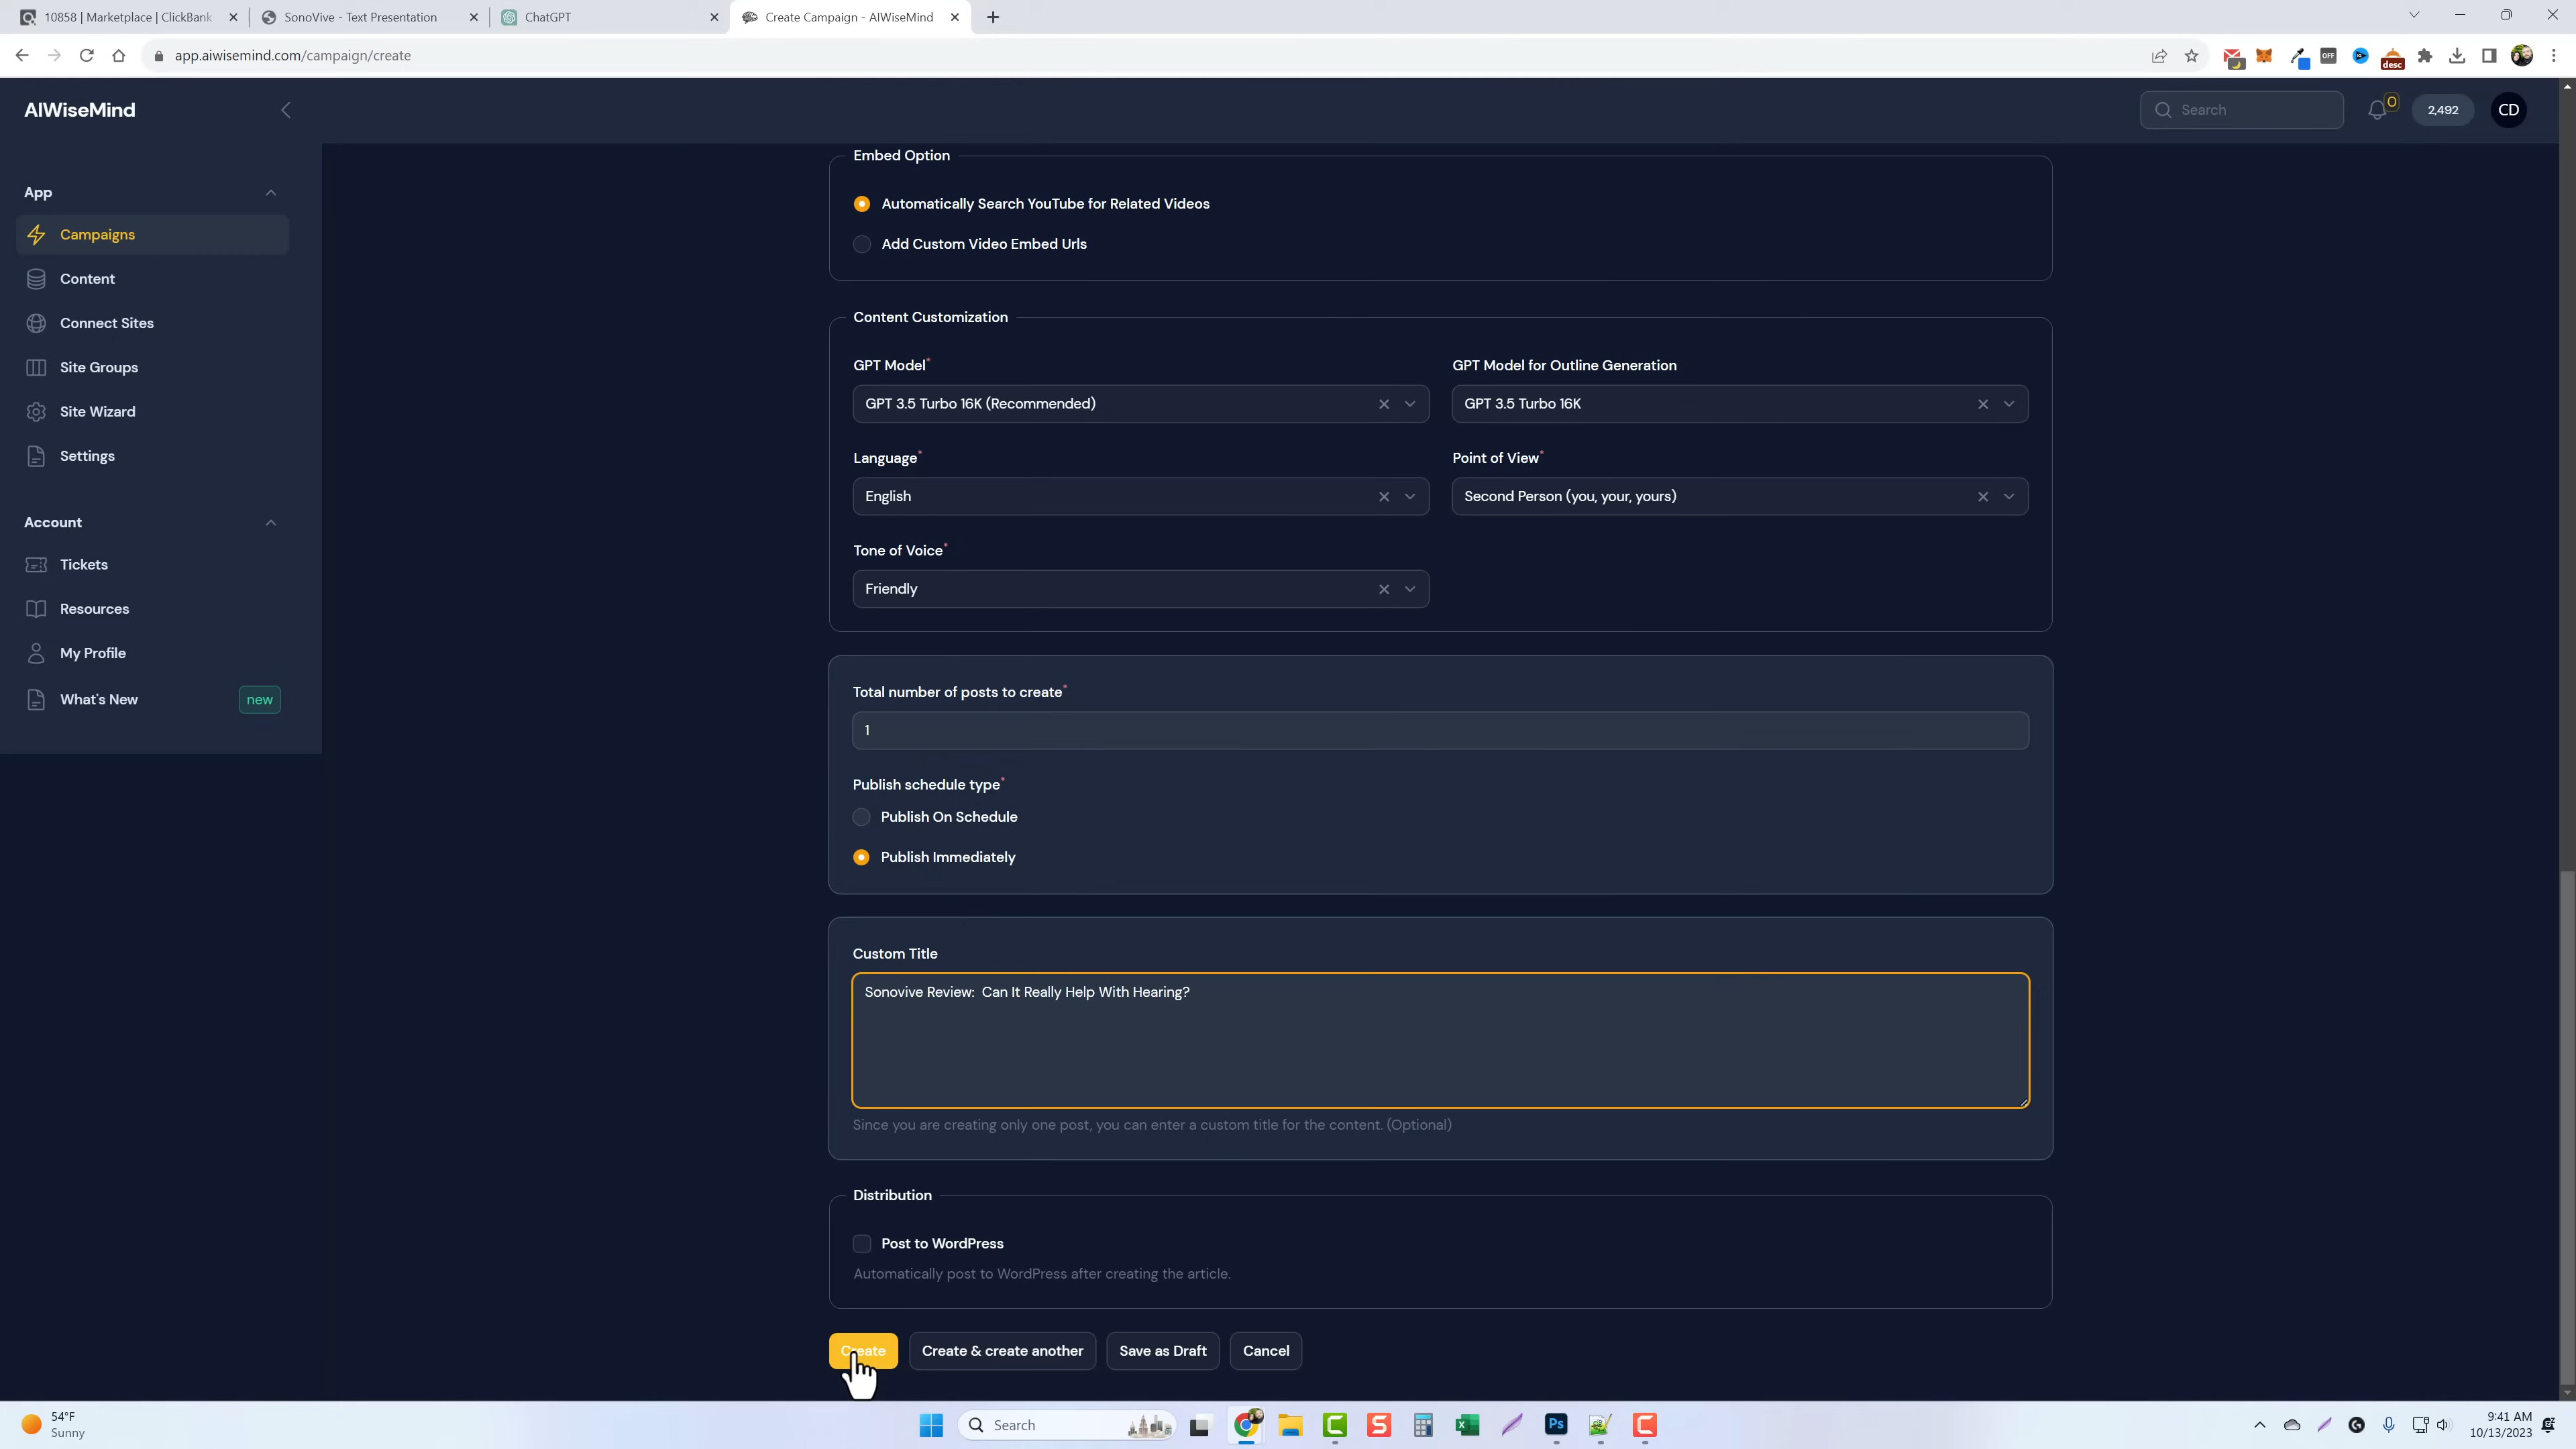 10858 | Marketplace | ClickBank
SonoVive - Text Presentation
ChatGPT
Create Campaign - AIWiseMind
app.aiwisemind.com/campaign/create
OFF
desc
AIWiseMind
Search
0
2,492
CD
App
Campaigns
Content
Connect Sites
Site Groups
Site Wizard
Settings
Account
Tickets
Resources
My Profile
What's New
new
Embed Option
Automatically Search YouTube for Related Videos
Add Custom Video Embed Urls
Content Customization
GPT Model*
GPT Model for Outline Generation
GPT 3.5 Turbo 16K (Recommended)
GPT 3.5 Turbo 16K
Language*
Point of View*
English
Second Person (you, your, yours)
Tone of Voice*
Friendly
Total number of posts to create*
1
Publish schedule type*
Publish On Schedule
Publish Immediately
Custom Title
Sonovive Review:  Can It Really Help With Hearing?
Since you are creating only one post, you can enter a custom title for the content. (Optional)
Distribution
Post to WordPress
Automatically post to WordPress after creating the article.
Create
Create & create another
Save as Draft
Cancel
54°F
Sunny
Search
Ps
9:41 AM
10/13/2023